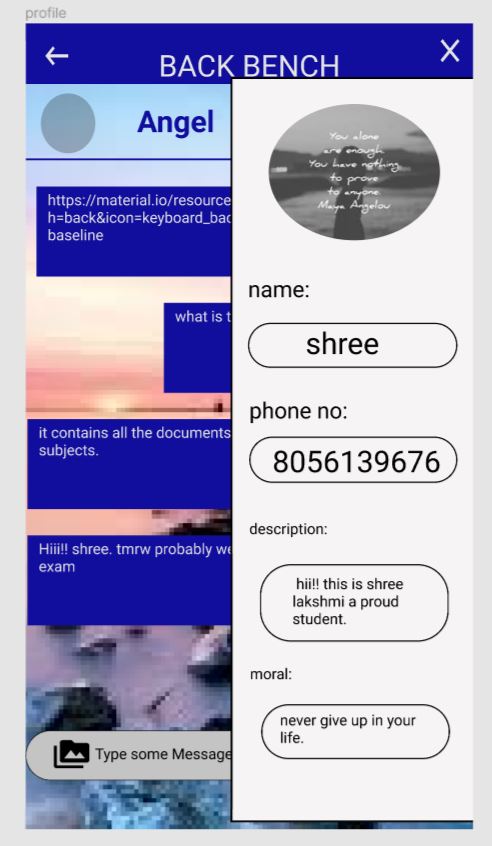 profile
BACK BENCH
Angel
https://material.io/resource
h=back&icon=keyboard_bac
baseline
what is t
it contains all the documents
subjects.
Hiii!! shree. tmrw probably we
exam
Type some Message
You alone
are enough.
You have nothing
to prove
to anyone.
Maya Angelou
name:
shree
phone no:
8056139676
description:
hii!! this is shree
lakshmi a proud
student.
moral:
never give up in your
life.